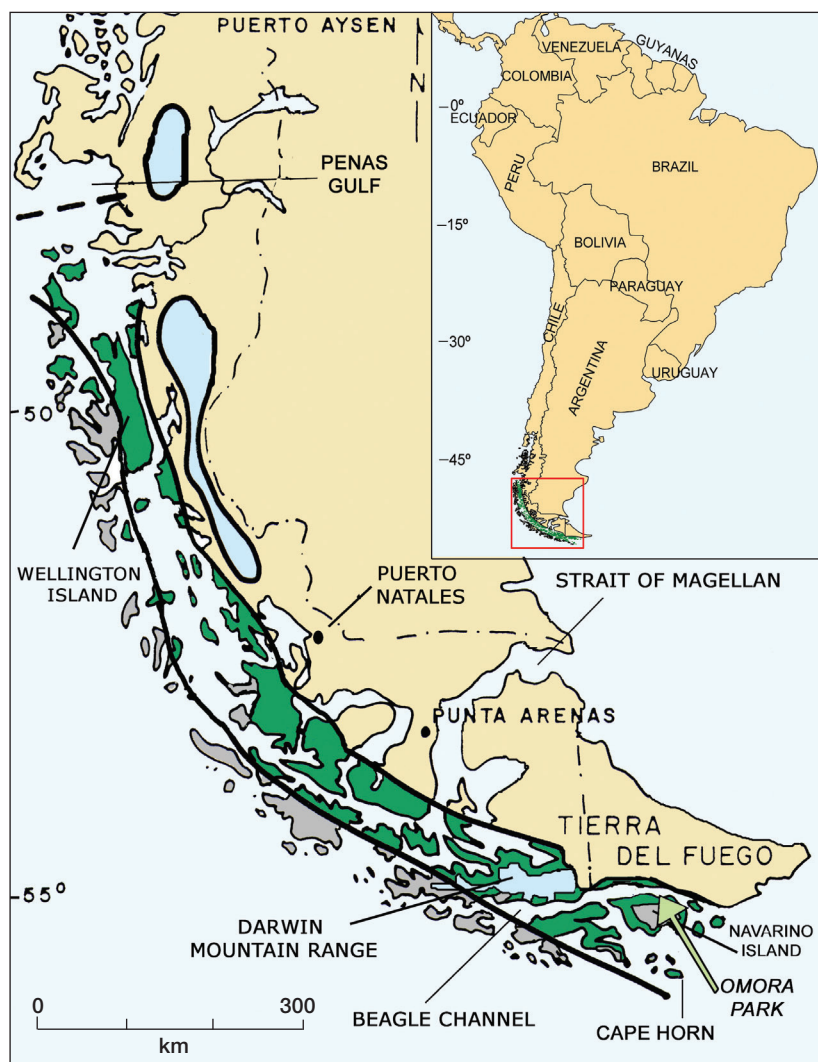 PUERTO AYSEN
N
PENAS
GULF
50°
WELLINGTON
ISLAND
PUERTO
NATALES
STRAIT OF MAGELLAN
PUNTA ARENAS
TIERRA
DEL FUEGO
55°
DARWIN
MOUNTAIN RANGE
NAVARINO
ISLAND
OMORA
PARK
BEAGLE CHANNEL
CAPE HORN
0
300
km
VENEZUELA
GUYANAS
COLOMBIA
–0°
ECUADOR
PERU
BRAZIL
–15°
BOLIVIA
PARAGUAY
–30°
CHILE
ARGENTINA
URUGUAY
–45°